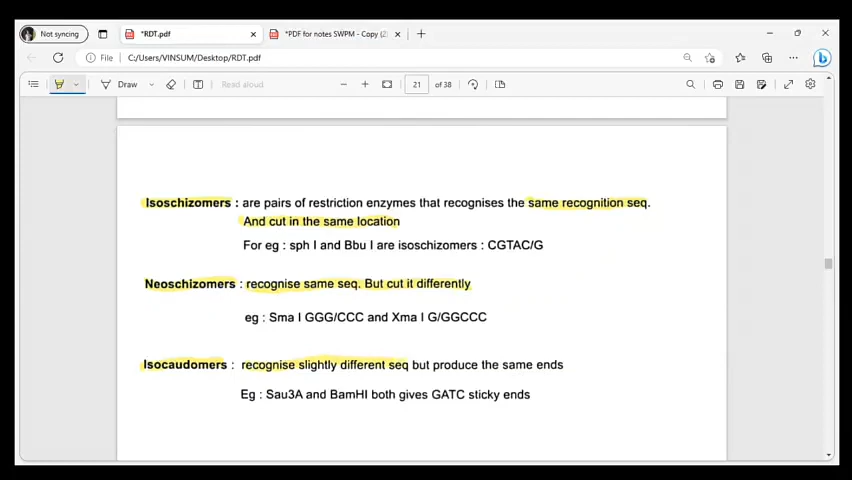 Not syncing
*RDT.pdf
*PDF for notes SWPM - Copy (2
File
C:/Users/VINSUM/Desktop/RDT.pdf
Draw
Read aloud
21 of 38
Isoschizomers : are pairs of restriction enzymes that recognises the same recognition seq.
And cut in the same location
For eg : sph I and Bbu I are isoschizomers : CGTAC/G
Neoschizomers : recognise same seq. But cut it differently
eg : Sma I GGG/CCC and Xma I G/GGCCC
Isocaudomers : recognise slightly different seq but produce the same ends
Eg : Sau3A and BamHI both gives GATC sticky ends